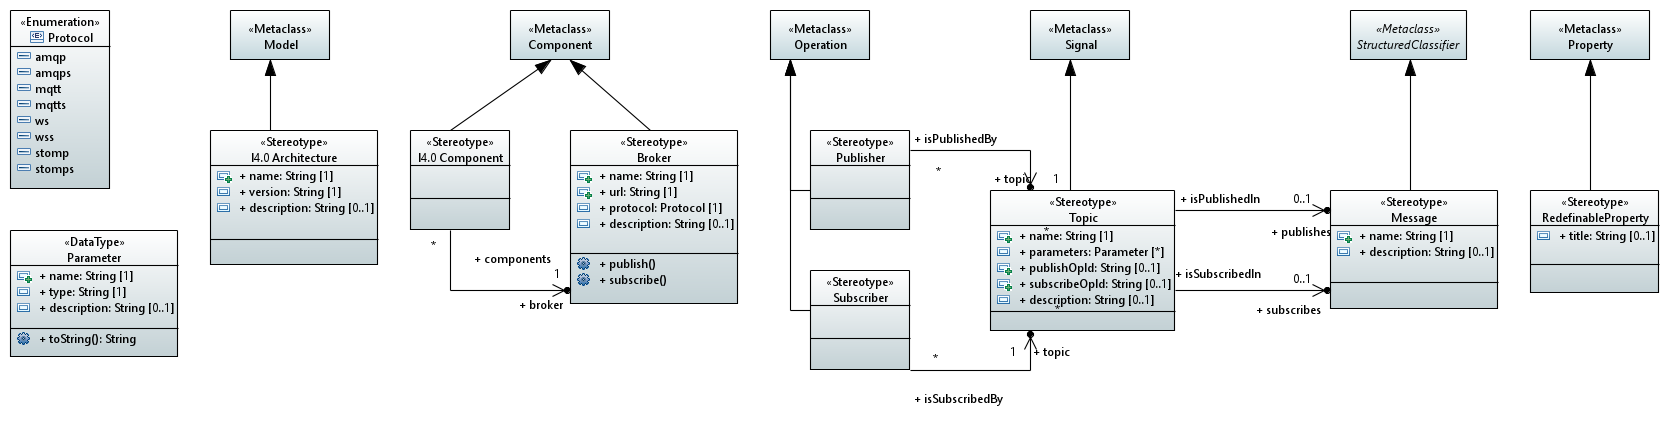 «Enumeration»
Protocol
amqp
amqps
mqtt
mqtts
ws
wss
stomp
stomps
«DataType»
Parameter
+ name: String [1]
+ type: String [1]
+ description: String [0..1]
+ toString(): String
«Metaclass»
Model
«Stereotype»
I4.0 Architecture
+ name: String [1]
+ version: String [1]
+ description: String [0..1]
«Metaclass»
Component
«Stereotype»
I4.0 Component
«Stereotype»
Broker
+ name: String [1]
+ url: String [1]
+ protocol: Protocol [1]
+ description: String [0..1]
+ publish()
+ subscribe()
*
+ components
1
+ broker
«Metaclass»
Operation
«Stereotype»
Publisher
«Stereotype»
Subscriber
+ isPublishedBy
*
+ topic
1
«Metaclass»
Signal
«Stereotype»
Topic
+ name: String [1]
*
+ parameters: Parameter [*]
+ publishOpId: String [0..1]
+ subscribeOpId: String [0..1]
+ description: String [0..1]
*
1
+ topic
*
+ isSubscribedBy
+ isPublishedIn
0..1
+ publishes
+ isSubscribedIn
0..1
+ subscribes
«Metaclass»
StructuredClassifier
«Stereotype»
Message
+ name: String [1]
+ description: String [0..1]
«Metaclass»
Property
«Stereotype»
RedefinableProperty
+ title: String [0..1]